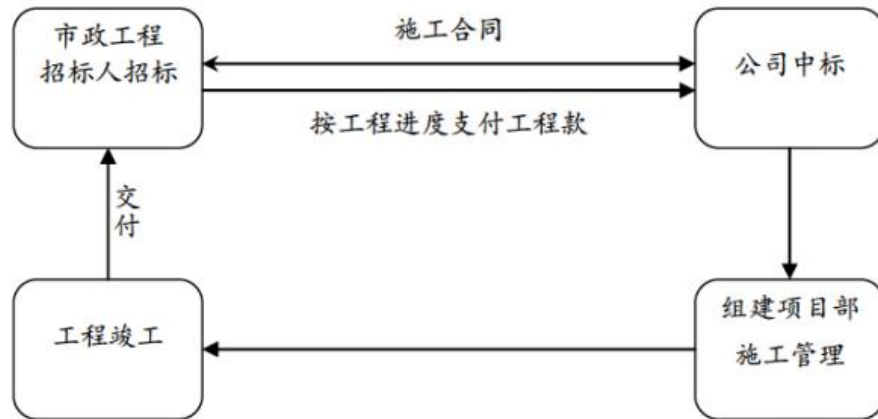 市政工程
招标人招标
施工合同
公司中标
按工程进度支付工程款
交付
工程竣工
组建项目部
施工管理